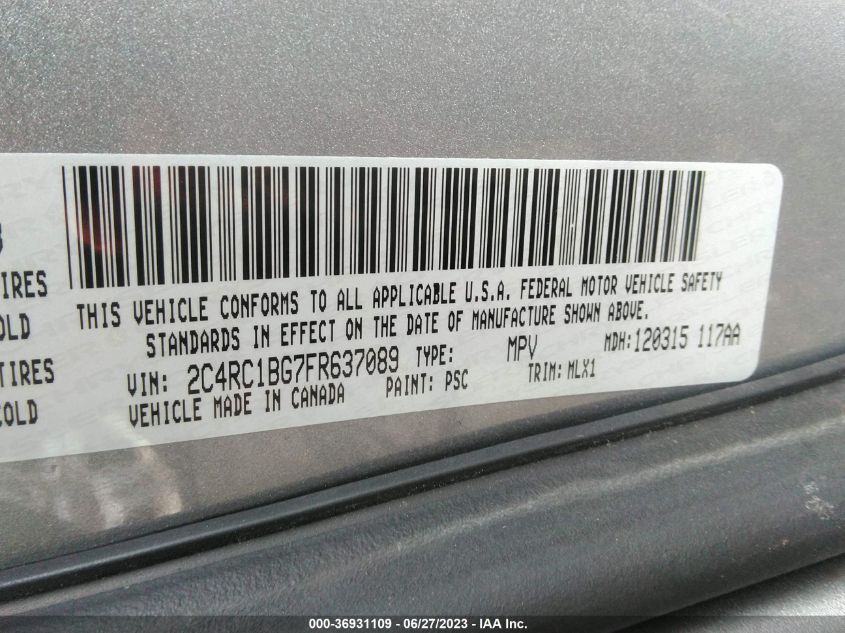 IRES
OLD
TIRES
COLD
THIS VEHICLE CONFORMS TO ALL APPLICABLE U.S.A. FEDERAL MOTOR VEHICLE SAFETY
STANDARDS IN EFFECT ON THE DATE OF MANUFACTURE SHOWN ABOVE.
VIN: 2C4RC1BG7FR637089 TYPE: MPV MDH:120315 117AA
VEHICLE MADE IN CANADA PAINT: PSC TRIM: MLX1
000-36931109 - 06/27/2023 - IAA Inc.